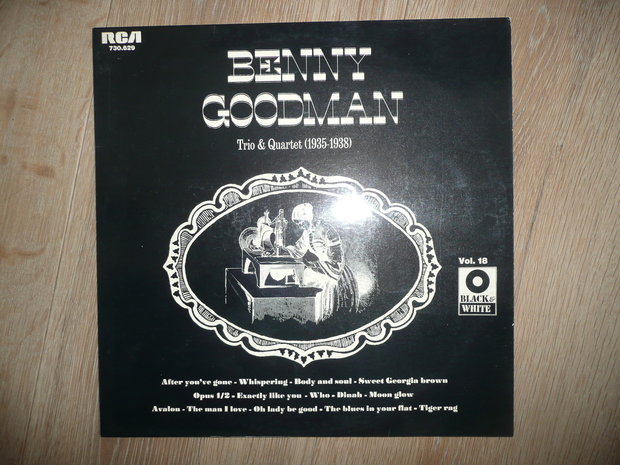 RCA
730.629
BENNY
GOODMAN
Trio & Quartet (1935-1938)
Vol. 18
BLACK &
WHITE
After you've gone - Whispering - Body and soul - Sweet Georgia brown
Opus 1/2 - Exactly like you - Who - Dinah - Moon glow
Avalon - The man I love - Oh lady be good - The blues in your flat - Tiger rag